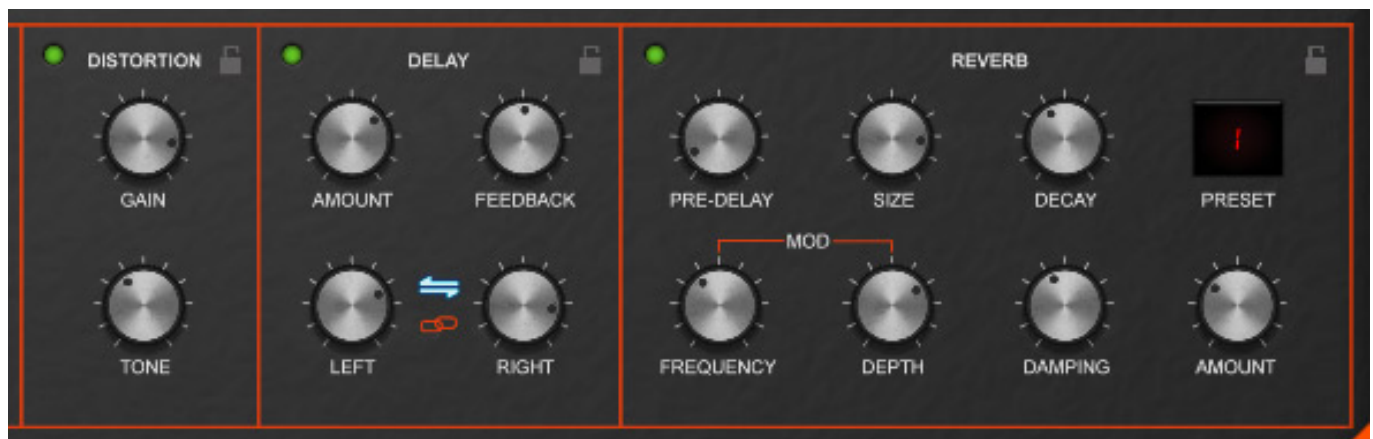 DISTORTION
GAIN
TONE
DELAY
AMOUNT FEEDBACK
LEFT RIGHT
REVERB
PRE-DELAY SIZE DECAY PRESET
1
MOD
FREQUENCY DEPTH DAMPING AMOUNT